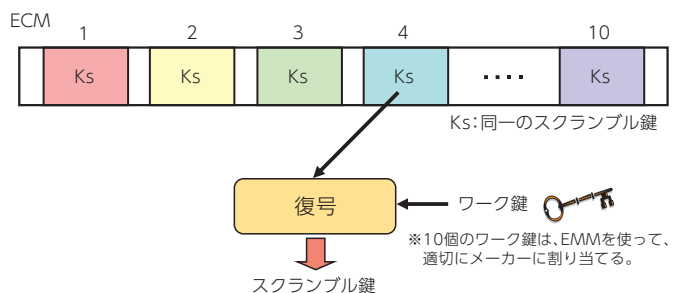 ECM
1 2 3 4 10
Ks Ks Ks Ks ････ Ks
Ks：同一のスクランブル鍵
復号
ワーク鍵
※10個のワーク鍵は、EMMを使って、
適切にメーカーに割り当てる。
スクランブル鍵